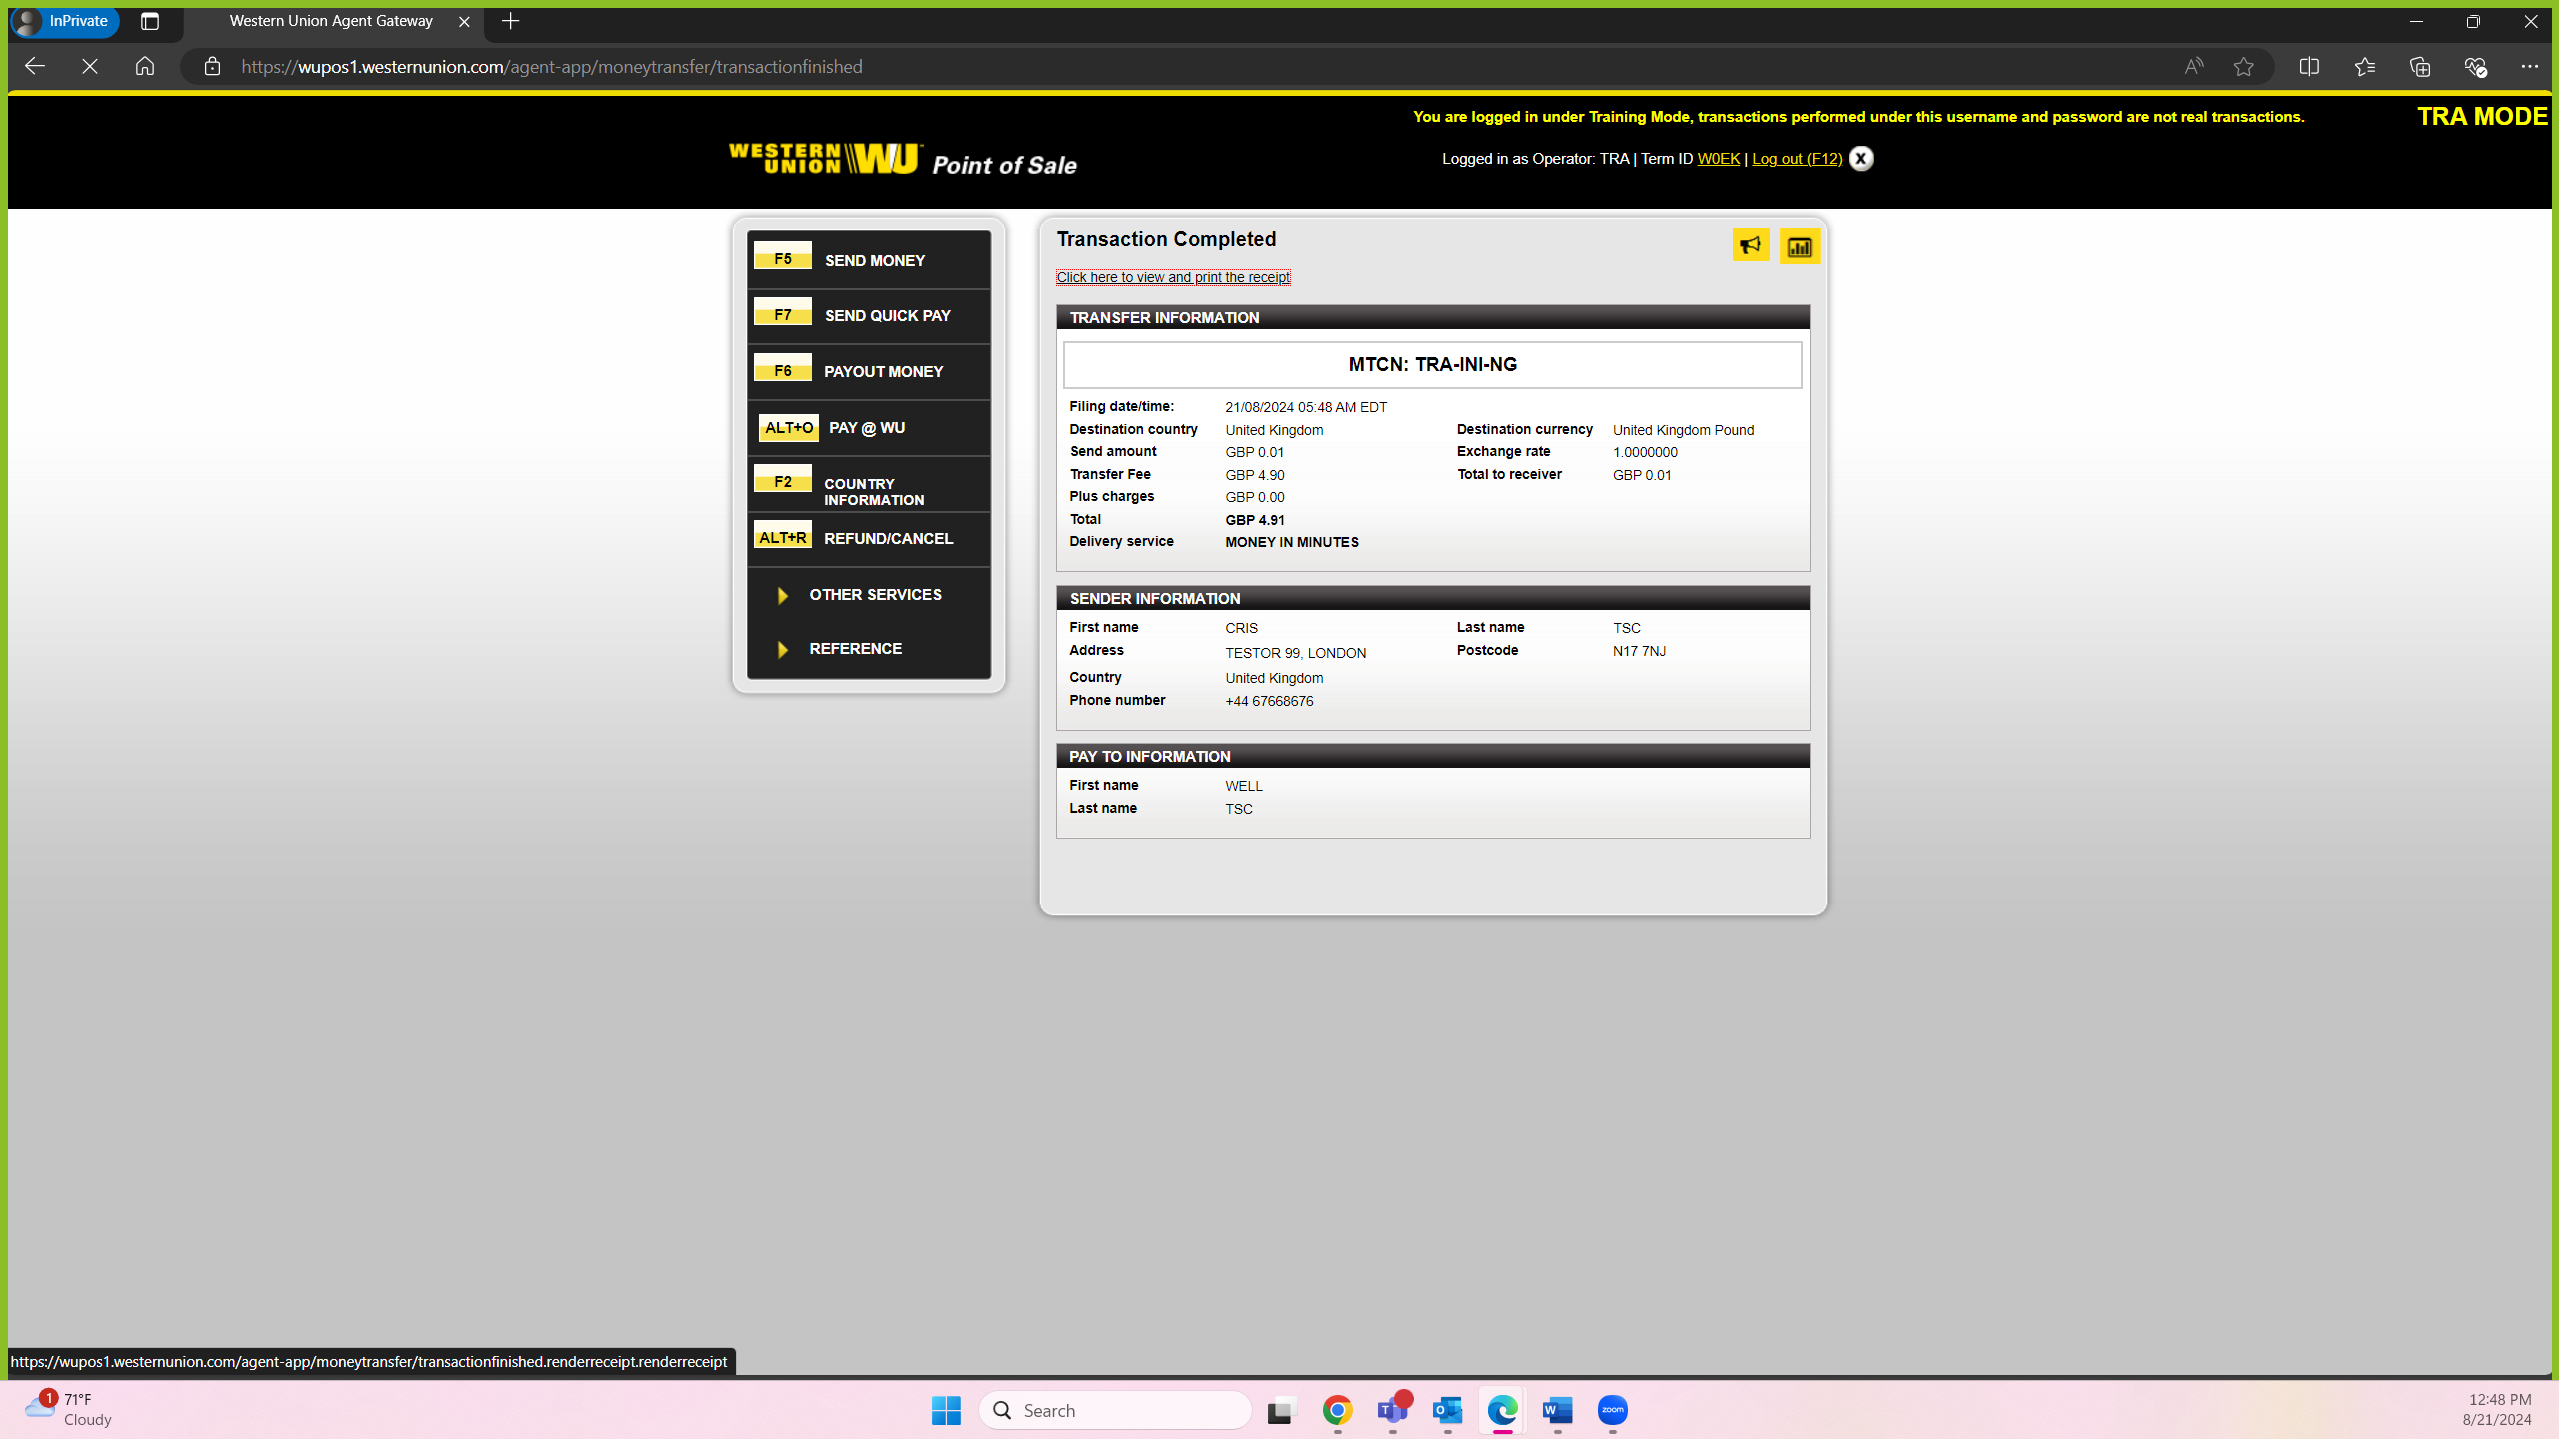 InPrivate
Western Union Agent Gateway
https://wupos1.westernunion.com/agent-app/moneytransfer/transactionfinished
You are logged in under Training Mode, transactions performed under this username and password are not real transactions.
TRA MODE
WESTERN UNION WU Point of Sale
Logged in as Operator: TRA | Term ID W0EK | Log out (F12) X
F5 SEND MONEY
F7 SEND QUICK PAY
F6 PAYOUT MONEY
ALT+O PAY @ WU
F2 COUNTRY
INFORMATION
ALT+R REFUND/CANCEL
OTHER SERVICES
REFERENCE
Transaction Completed
Click here to view and print the receipt
TRANSFER INFORMATION
MTCN: TRA-INI-NG
Filing date/time: 21/08/2024 05:48 AM EDT
Destination country United Kingdom Destination currency United Kingdom Pound
Send amount GBP 0.01 Exchange rate 1.0000000
Transfer Fee GBP 4.90 Total to receiver GBP 0.01
Plus charges GBP 0.00
Total GBP 4.91
Delivery service MONEY IN MINUTES
SENDER INFORMATION
First name CRIS Last name TSC
Address TESTOR 99, LONDON Postcode N17 7NJ
Country United Kingdom
Phone number +44 67668676
PAY TO INFORMATION
First name WELL
Last name TSC
https://wupos1.westernunion.com/agent-app/moneytransfer/transactionfinished.renderreceipt.renderreceipt
1
71°F
Cloudy
Search
zoom
12:48 PM
8/21/2024